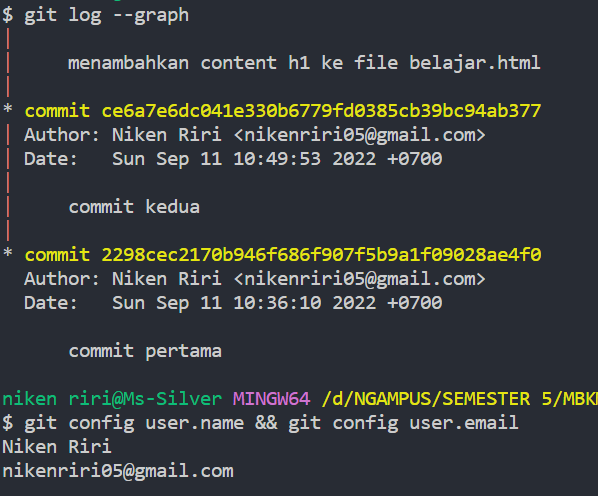 $ git log --graph
|
|     menambahkan content h1 ke file belajar.html
|
* commit ce6a7e6dc041e330b6779fd0385cb39bc94ab377
| Author: Niken Riri <nikenriri05@gmail.com>
| Date:   Sun Sep 11 10:49:53 2022 +0700
|
|     commit kedua
|
* commit 2298cec2170b946f686f907f5b9a1f09028ae4f0
  Author: Niken Riri <nikenriri05@gmail.com>
  Date:   Sun Sep 11 10:36:10 2022 +0700
      commit pertama
niken riri@Ms-Silver MINGW64 /d/NGAMPUS/SEMESTER 5/MBK
$ git config user.name && git config user.email
Niken Riri
nikenriri05@gmail.com